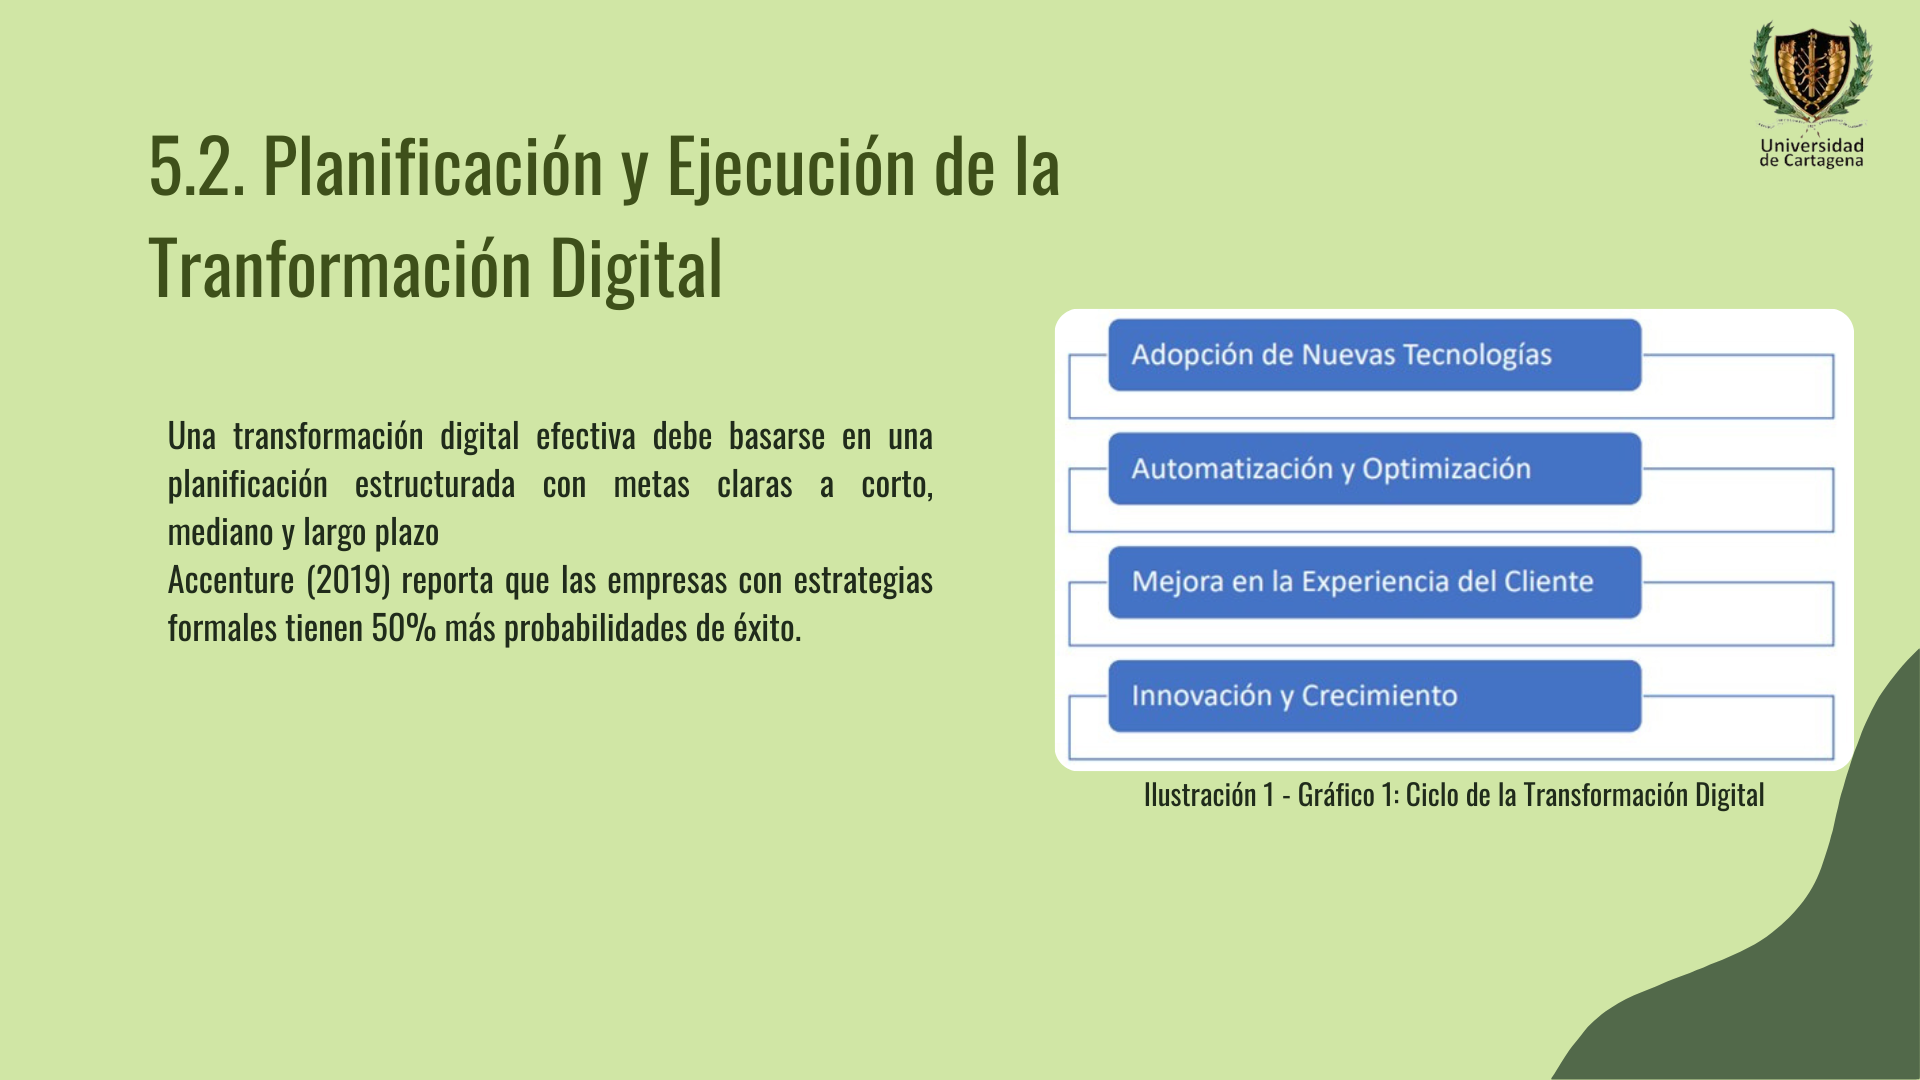 Universidad
de Cartagena
5.2. Planificación y Ejecución de la
Tranformación Digital
Una transformación digital efectiva debe basarse en una
planificación estructurada con metas claras a corto,
mediano y largo plazo
Accenture (2019) reporta que las empresas con estrategias
formales tienen 50% más probabilidades de éxito.
Adopción de Nuevas Tecnologías
Automatización y Optimización
Mejora en la Experiencia del Cliente
Innovación y Crecimiento
Ilustración 1 - Gráfico 1: Ciclo de la Transformación Digital